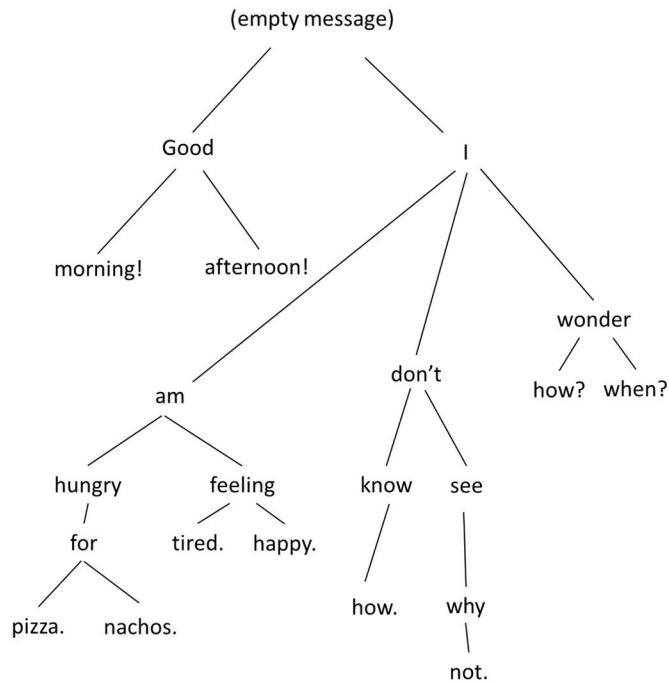 (empty message)
Good
I
morning!
afternoon!
wonder
how?
when?
don't
am
hungry
feeling
know
see
for
tired.
happy.
how.
why
pizza.
nachos.
not.